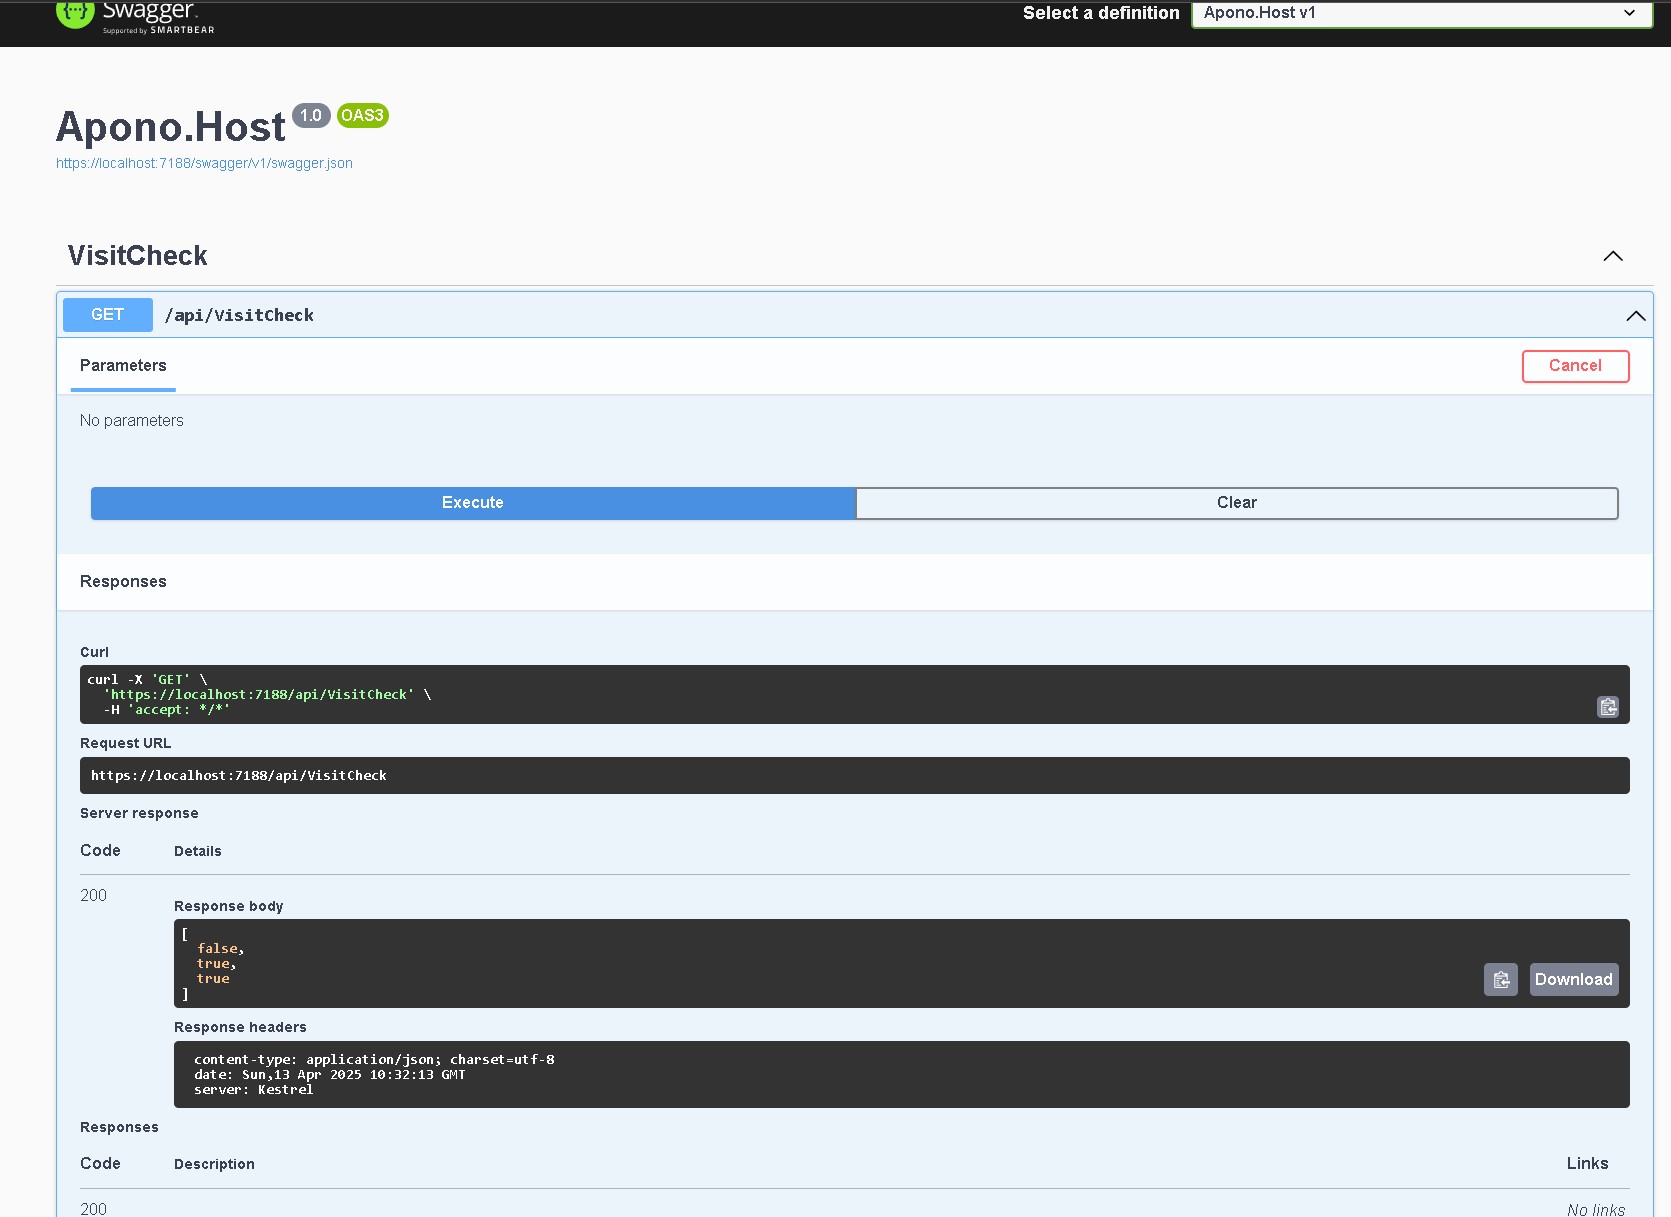 Swagger.
Supported by SMARTBEAR
Select a definition
Apono.Host v1
Apono.Host 1.0 OAS3
https://localhost:7188/swagger/v1/swagger.json
VisitCheck
GET /api/VisitCheck
Parameters
Cancel
No parameters
Execute
Clear
Responses
Curl
curl -X 'GET' \
'https://localhost:7188/api/VisitCheck' \
-H 'accept: */*'
Request URL
https://localhost:7188/api/VisitCheck
Server response
Code Details
200
Response body
[
false,
true,
true
]
Download
Response headers
content-type: application/json; charset=utf-8
date: Sun,13 Apr 2025 10:32:13 GMT
server: Kestrel
Responses
Code Description Links
200 No links